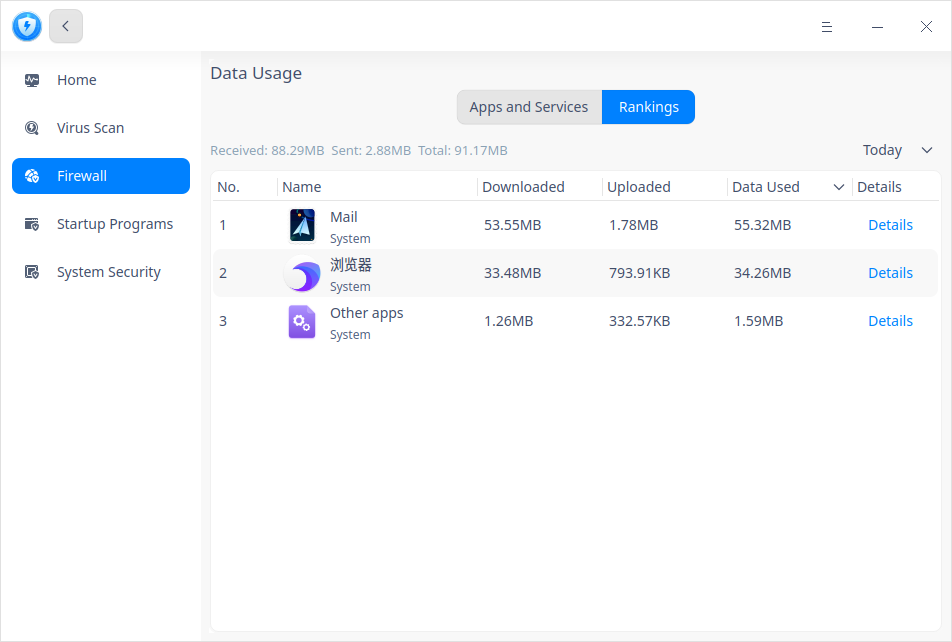 Home
Virus Scan
Firewall
Startup Programs
System Security
Data Usage
Apps and Services Rankings
Received: 88.29MB Sent: 2.88MB Total: 91.17MB Today
No. Name Downloaded Uploaded Data Used Details
1 Mail System 53.55MB 1.78MB 55.32MB Details
2 浏览器 System 33.48MB 793.91KB 34.26MB Details
3 Other apps System 1.26MB 332.57KB 1.59MB Details